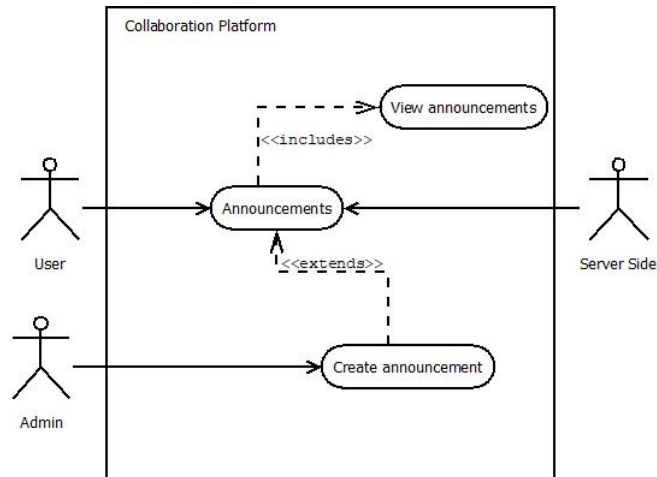 Collaboration Platform
View announcements
<<includes>>
Announcements
User
Server Side
<<extends>>
Create announcement
Admin